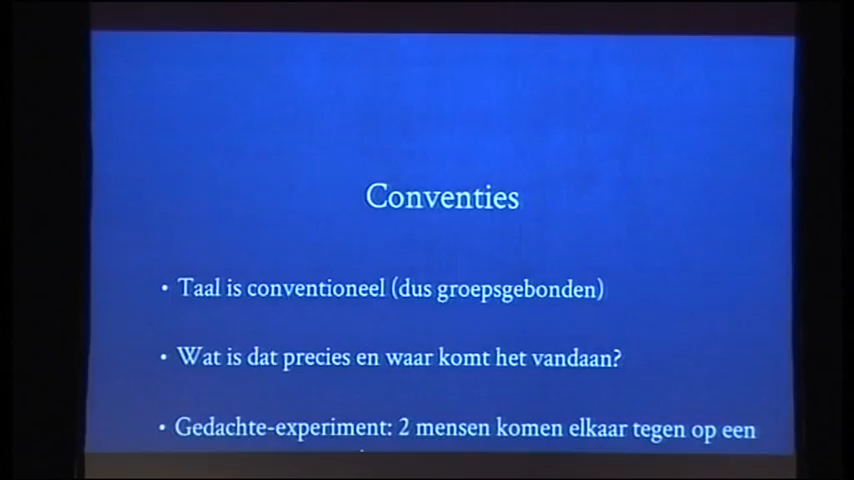 Conventies
• Taal is conventioneel (dus groepsgebonden)
• Wat is dat precies en waar komt het vandaan?
• Gedachte-experiment: 2 mensen komen elkaar tegen op een